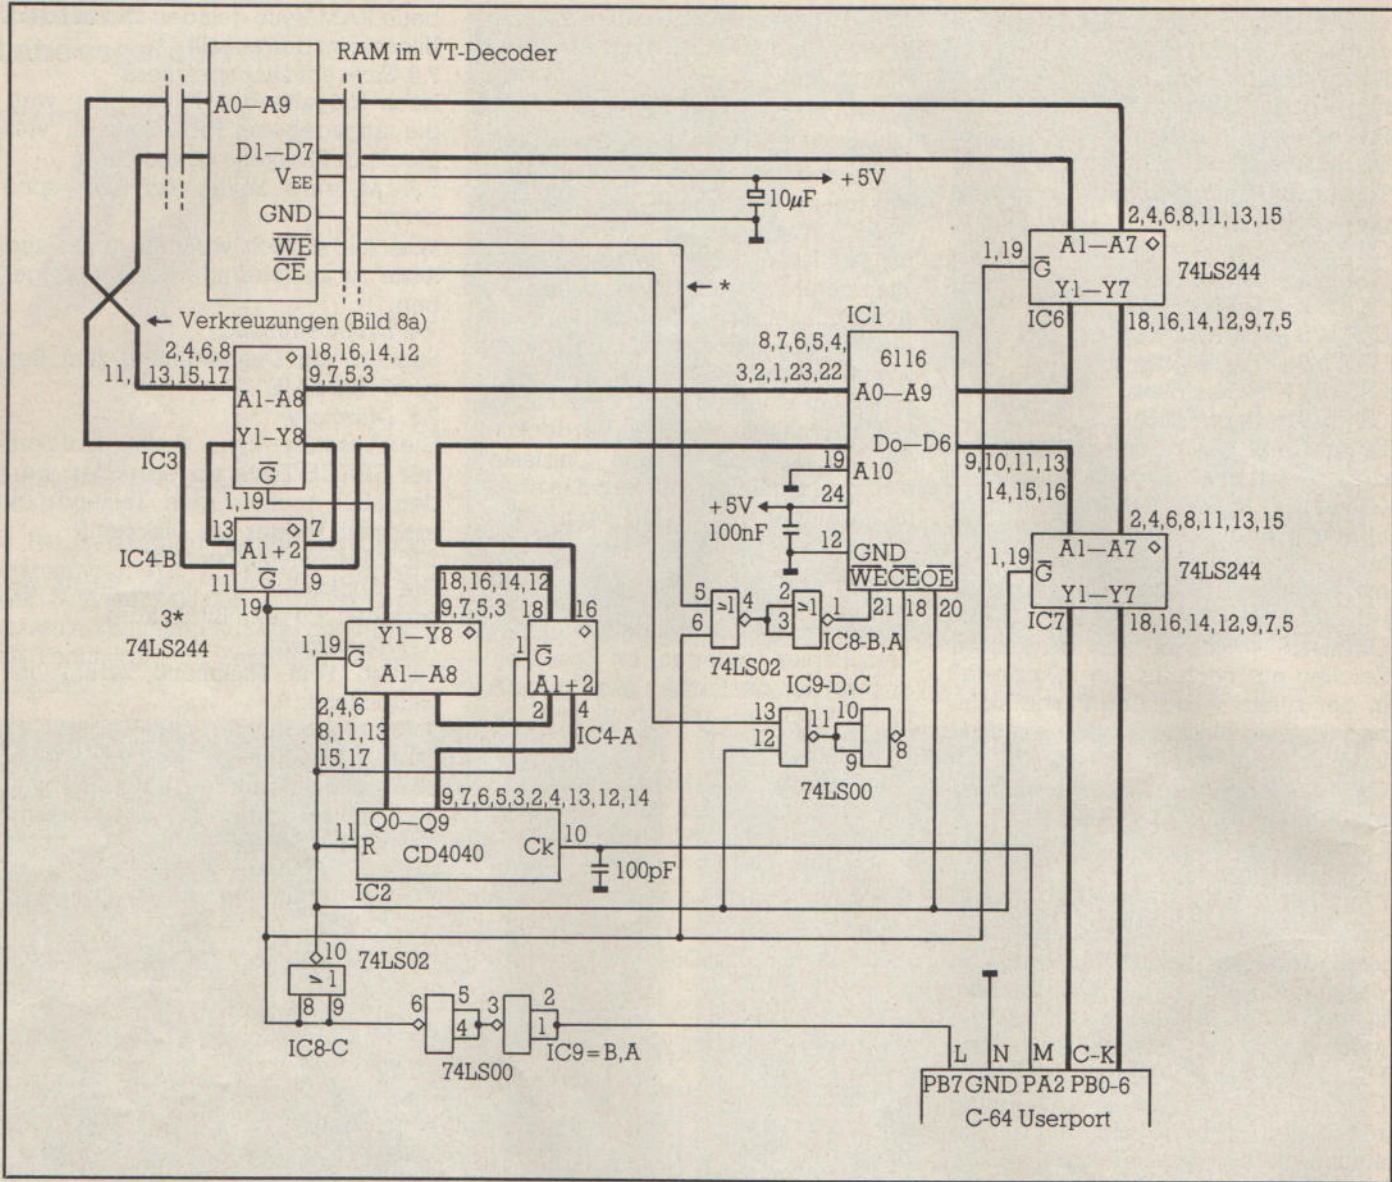 RAM im VT-Decoder
A0—A9
D1—D7
VEE
GND
WE
CE
+5V
10µF
← *
← Verkreuzungen (Bild 8a)
2,4,6,8
11, 13,15,17
18,16,14,12
9,7,5,3
A1-A8
Y1-Y8
G
IC3
1,19
13
7
A1+2
G
IC4-B
11
9
19
3*
74LS244
IC1
8,7,6,5,4,
3,2,1,23,22
6116
A0—A9
Do—D6
19
A10
24
+5V
100nF
12
GND
WE CE OE
21
18
20
9,10,11,13,
14,15,16
2,4,6,8,11,13,15
1,19
G
A1—A7
Y1—Y7
74LS244
IC6
18,16,14,12,9,7,5
2,4,6,8,11,13,15
1,19
G
A1—A7
Y1—Y7
74LS244
IC7
18,16,14,12,9,7,5
18,16,14,12
9,7,5,3
1,19
G
Y1—Y8
A1—A8
2,4,6
8,11,13
15,17
18
16
1
G
A1+2
2
4
IC4-A
5
6
≥1
4
2
3
≥1
1
IC8-B,A
74LS02
IC9-D,C
13
12
11
10
9
8
74LS00
9,7,6,5,3,2,4,13,12,14
11
Q0—Q9
R
CD4040
Ck
10
IC2
100pF
10
74LS02
≥1
8
9
IC8-C
6
5
4
3
2
1
IC9=B,A
74LS00
L
N
M
C-K
PB7 GND PA2 PB0-6
C-64 Userport